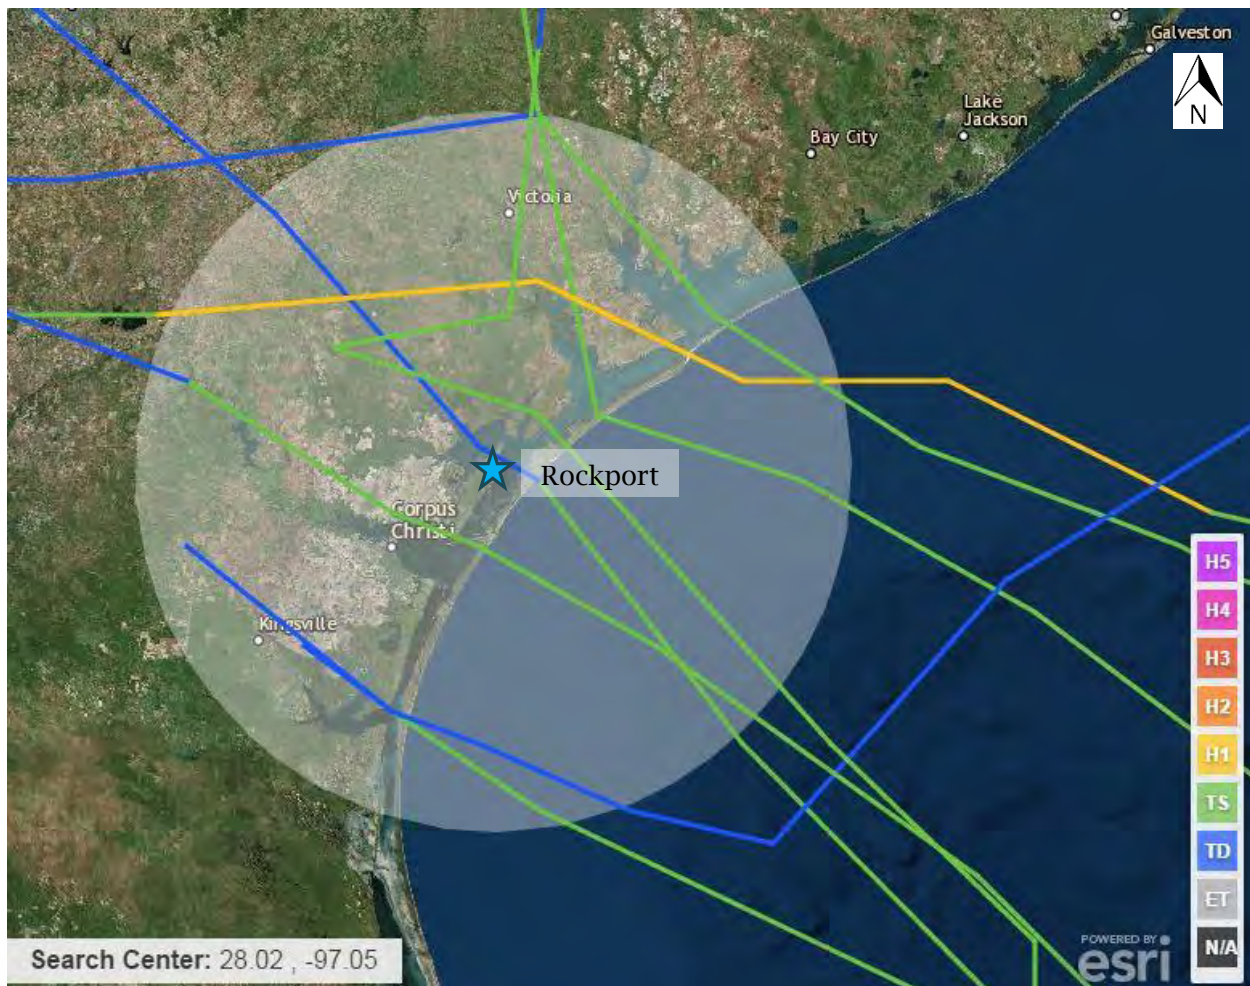 Galveston
N
Lake
Jackson
Bay City
Victoria
Rockport
Corpus
Christi
Kingsville
H5
H4
H3
H2
H1
TS
TD
ET
N/A
POWERED BY
esri
Search Center: 28.02 , -97.05